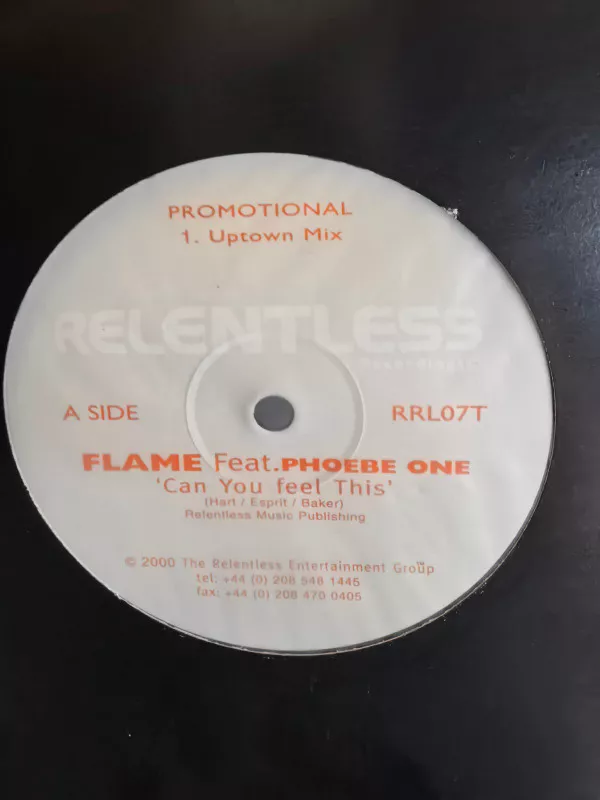 PROMOTIONAL
1. Uptown Mix
RELENTLESS
A SIDE
RRL07T
FLAME Feat. PHOEBE ONE
'Can You feel This'
(Hart / Esprit / Baker)
Relentless Music Publishing
© 2000 The Relentless Entertainment Group™
tel: +44 (0) 208 548 1445
fax: +44 (0) 208 470 0405